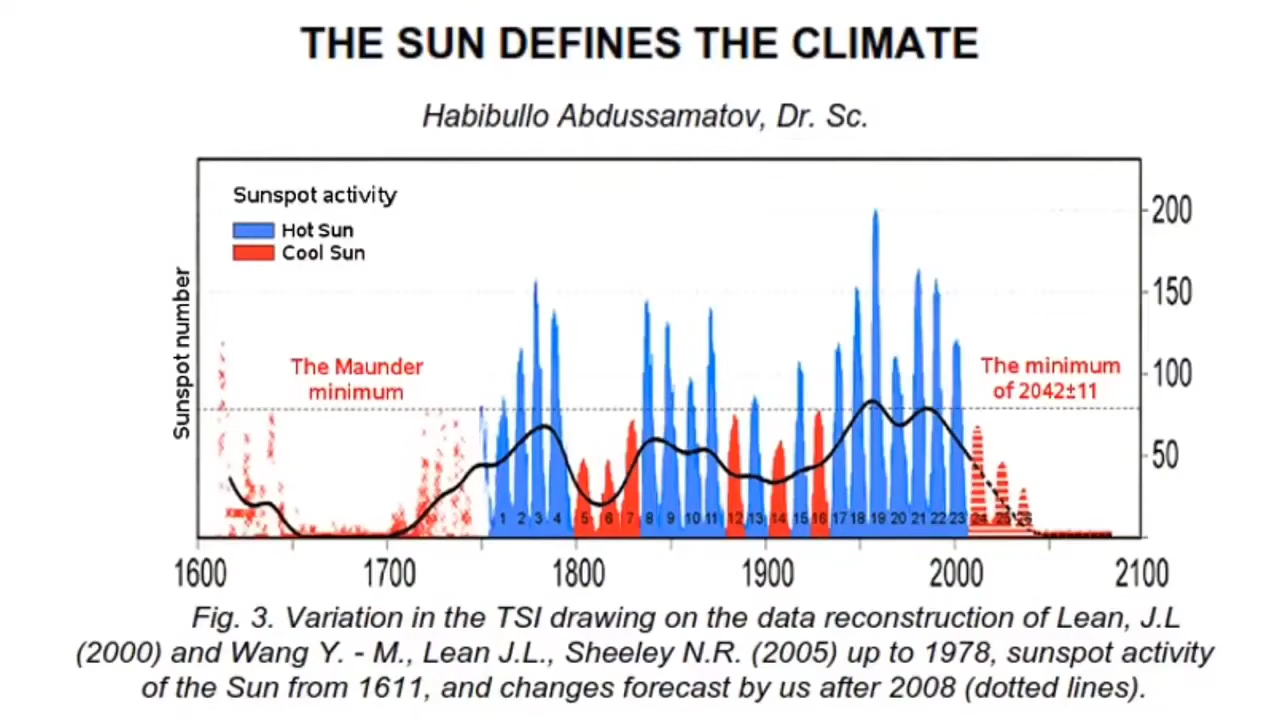 THE SUN DEFINES THE CLIMATE
Habibullo Abdussamatov, Dr. Sc.
Sunspot activity
Hot Sun
Cool Sun
Sunspot number
The Maunder
minimum
The minimum
of 2042±11
200
150
100
50
1 2 3 4 5 6 7 8 9 10 11 12 13 14 15 16 17 18 19 20 21 22 23 24 25
1600 1700 1800 1900 2000 2100
Fig. 3. Variation in the TSI drawing on the data reconstruction of Lean, J.L
(2000) and Wang Y. - M., Lean J.L., Sheeley N.R. (2005) up to 1978, sunspot activity
of the Sun from 1611, and changes forecast by us after 2008 (dotted lines).